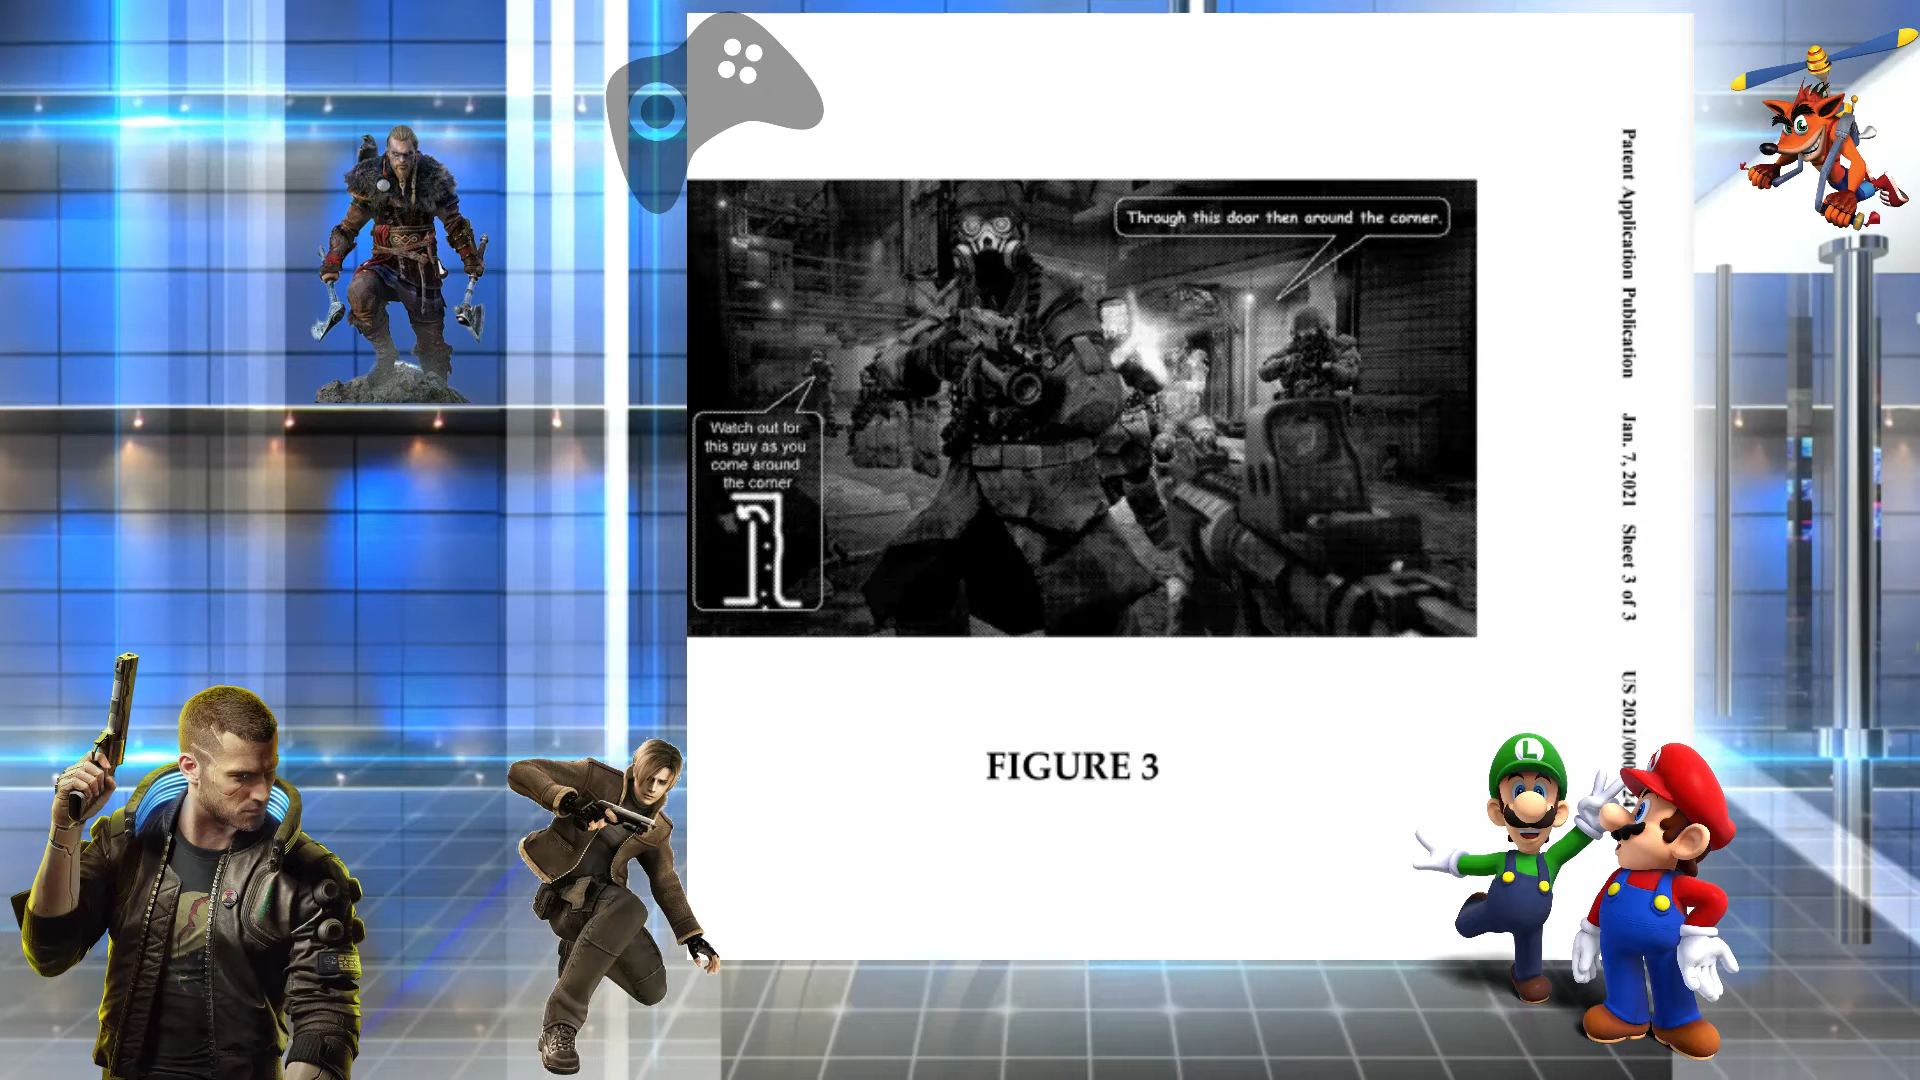 Through this door then around the corner.
Watch out for
this guy as you
come around
the corner
FIGURE 3
Patent Application Publication Jan. 7, 2021 Sheet 3 of 3
L